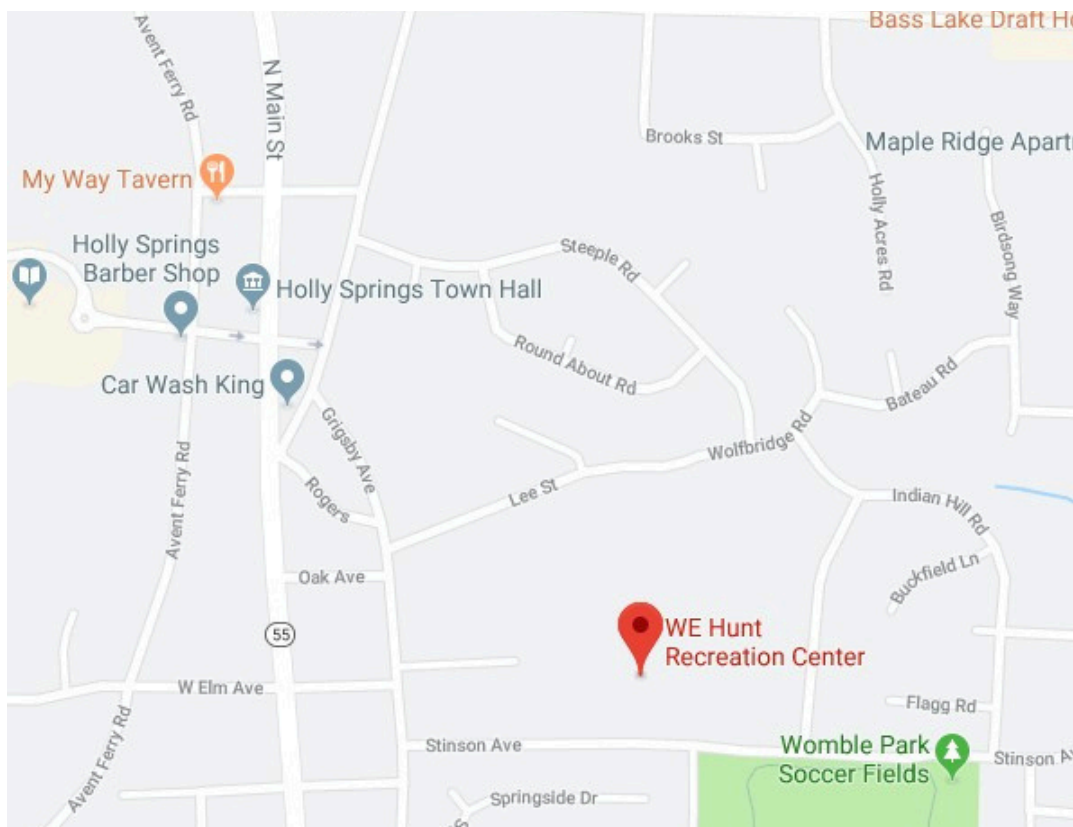 Bass Lake Draft Ho
Avent Ferry Rd
N Main St
Brooks St
Maple Ridge Apart
My Way Tavern
Holly Acres Rd
Birdsong Way
Holly Springs
Barber Shop
Steeple Rd
Holly Springs Town Hall
Round About Rd
Car Wash King
Bateau Rd
Grigsby Ave
Wolfbridge Rd
Avent Ferry Rd
Rogers
Lee St
Indian Hill Rd
Oak Ave
Buckfield Ln
55
WE Hunt
Recreation Center
W Elm Ave
Flagg Rd
Avent Ferry Rd
Stinson Ave
Womble Park
Soccer Fields
Stinson Av
Springside Dr
S